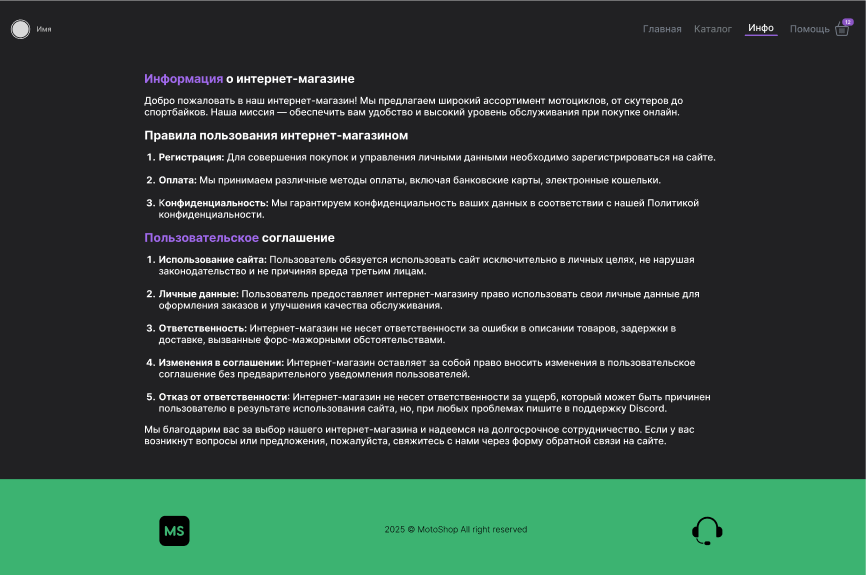 Имя
Главная Каталог Инфо Помощь 12
Информация о интернет-магазине
Добро пожаловать в наш интернет-магазин! Мы предлагаем широкий ассортимент мотоциклов, от скутеров до
спортбайков. Наша миссия — обеспечить вам удобство и высокий уровень обслуживания при покупке онлайн.
Правила пользования интернет-магазином
1. Регистрация: Для совершения покупок и управления личными данными необходимо зарегистрироваться на сайте.
2. Оплата: Мы принимаем различные методы оплаты, включая банковские карты, электронные кошельки.
3. Конфиденциальность: Мы гарантируем конфиденциальность ваших данных в соответствии с нашей Политикой
конфиденциальности.
Пользовательское соглашение
1. Использование сайта: Пользователь обязуется использовать сайт исключительно в личных целях, не нарушая
законодательство и не причиняя вреда третьим лицам.
2. Личные данные: Пользователь предоставляет интернет-магазину право использовать свои личные данные для
оформления заказов и улучшения качества обслуживания.
3. Ответственность: Интернет-магазин не несет ответственности за ошибки в описании товаров, задержки в
доставке, вызванные форс-мажорными обстоятельствами.
4. Изменения в соглашении: Интернет-магазин оставляет за собой право вносить изменения в пользовательское
соглашение без предварительного уведомления пользователей.
5. Отказ от ответственности: Интернет-магазин не несет ответственности за ущерб, который может быть причинен
пользователю в результате использования сайта, но, при любых проблемах пишите в поддержку Discord.
Мы благодарим вас за выбор нашего интернет-магазина и надеемся на долгосрочное сотрудничество. Если у вас
возникнут вопросы или предложения, пожалуйста, свяжитесь с нами через форму обратной связи на сайте.
MS
2025 © MotoShop All right reserved